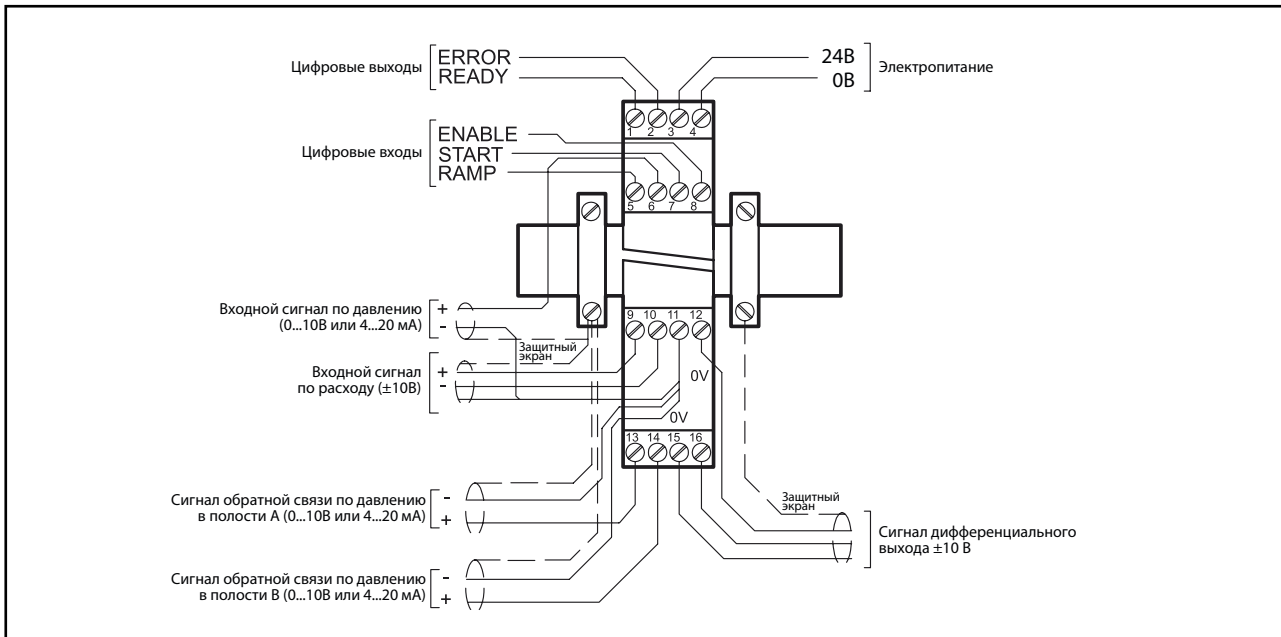 Цифровые выходы
ERROR
READY
24В
0В
Электропитание
1 2 3 4
Цифровые входы
ENABLE
START
RAMP
5 6 7 8
Входной сигнал по давлению
(0...10В или 4...20 мА)
+
-
Защитный
экран
9 10 11 12
Входной сигнал
по расходу (±10В)
+
-
0V
0V
13 14 15 16
Сигнал обратной связи по давлению
в полости A (0...10В или 4...20 мА)
-
+
Защитный
экран
Сигнал дифференциального
выхода ±10 В
Сигнал обратной связи по давлению
в полости B (0...10В или 4...20 мА)
-
+